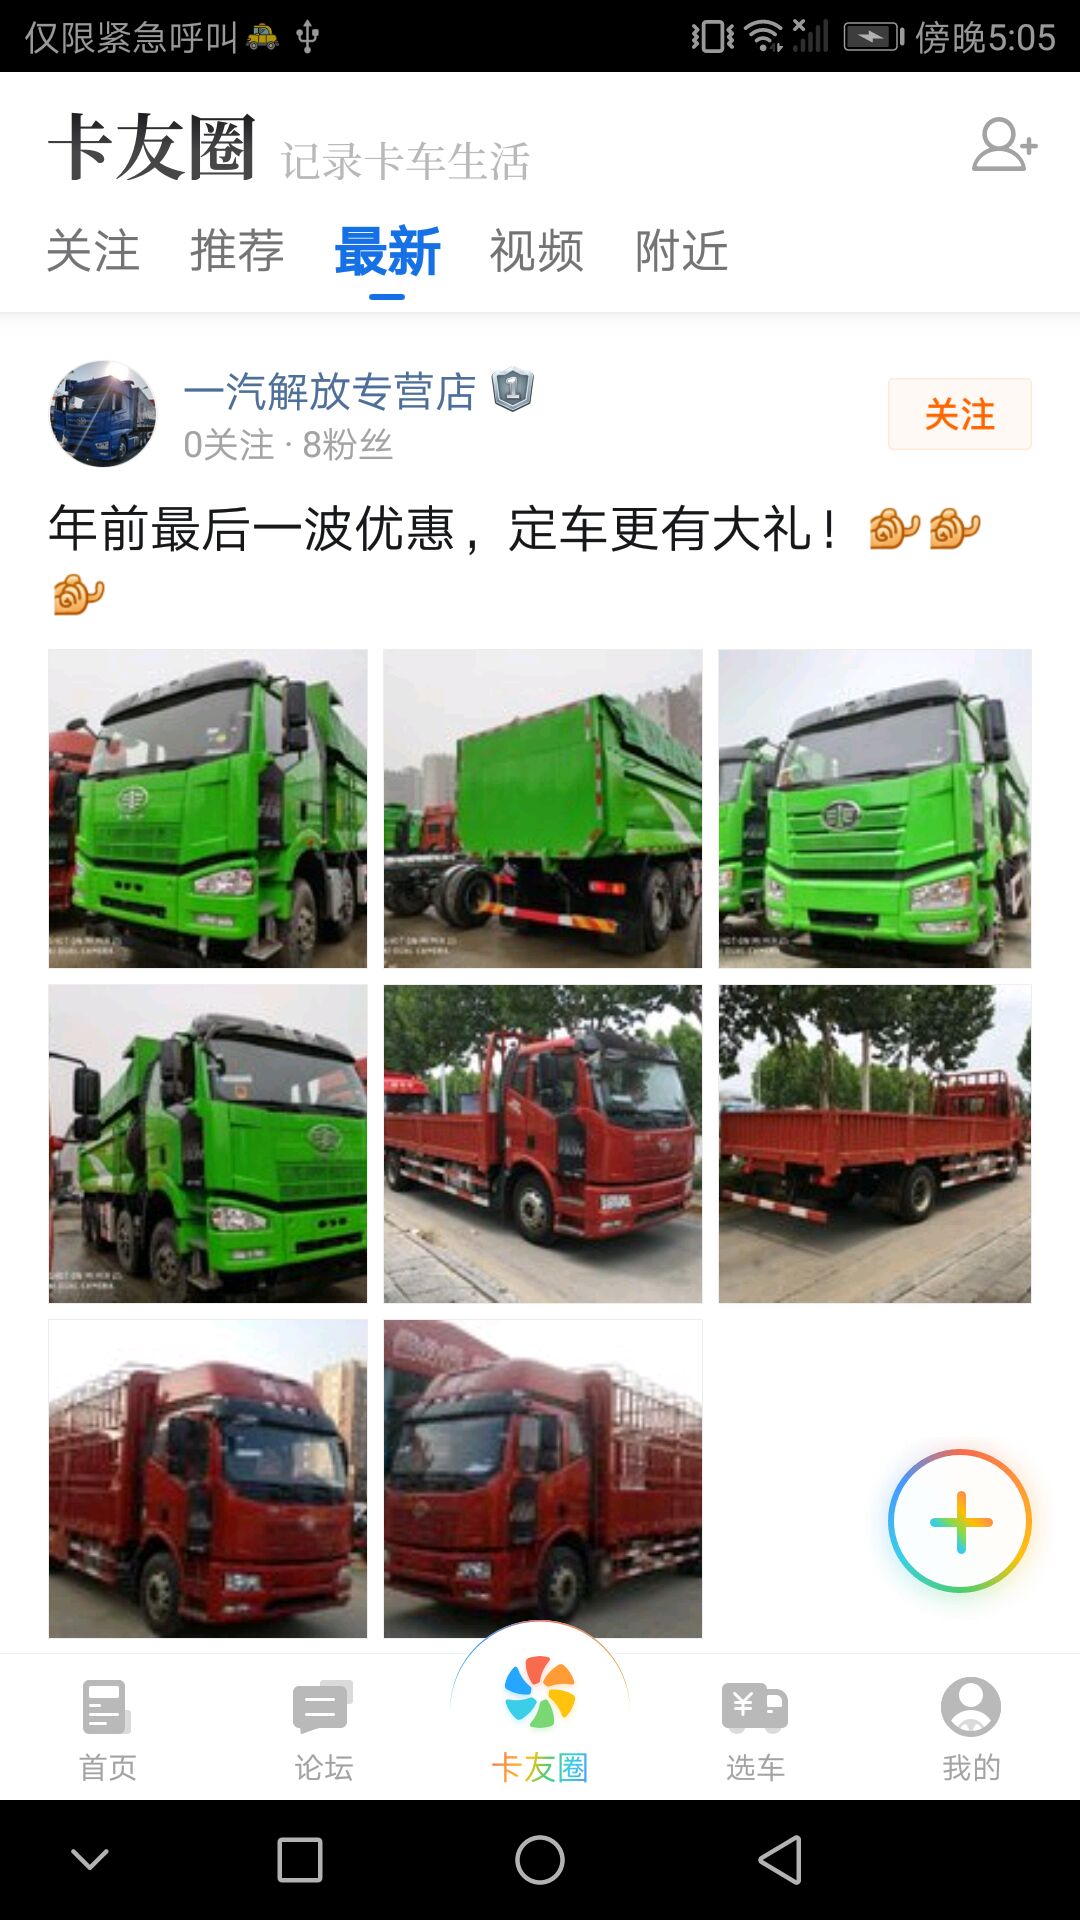 仅限紧急呼叫
傍晚5:05
卡友圈 记录卡车生活
关注 推荐 最新 视频 附近
一汽解放专营店 1
0关注 · 8粉丝
关注
年前最后一波优惠，定车更有大礼！
首页 论坛 卡友圈 选车 我的